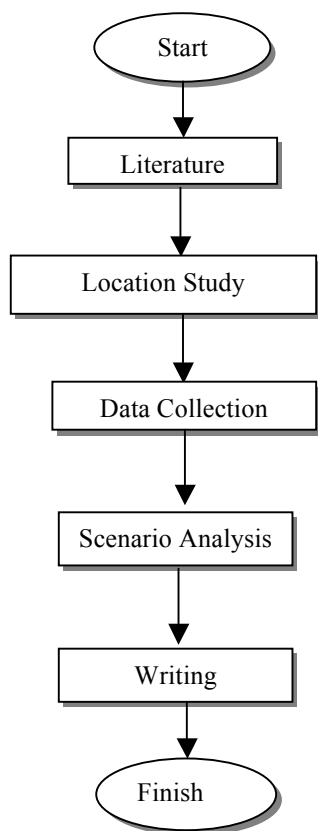 Start
Literature
Location Study
Data Collection
Scenario Analysis
Writing
Finish